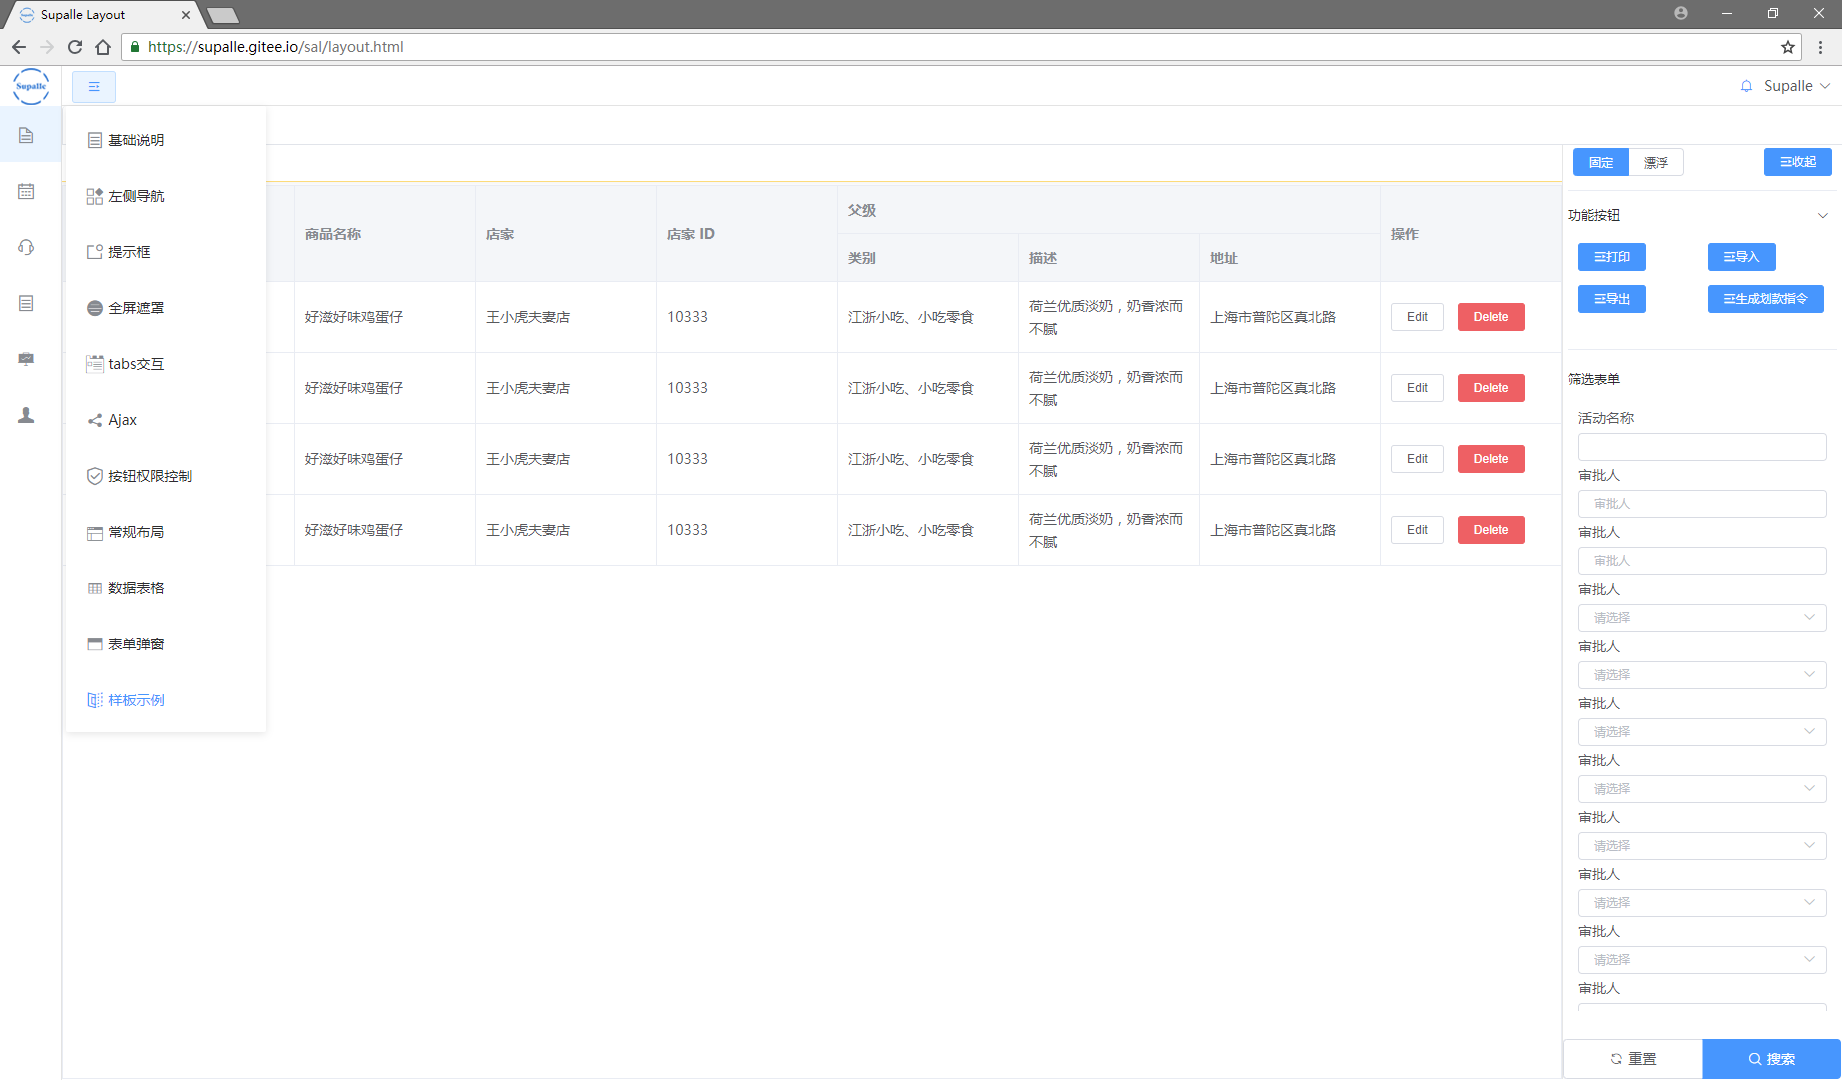 Supalle Layout
https://supalle.gitee.io/sal/layout.html
Supalle
Supalle
基础说明
左侧导航
提示框
全屏遮罩
tabs交互
Ajax
按钮权限控制
常规布局
数据表格
表单弹窗
样板示例
商品名称
店家
店家 ID
父级
操作
类别
描述
地址
好滋好味鸡蛋仔
王小虎夫妻店
10333
江浙小吃、小吃零食
荷兰优质淡奶，奶香浓而
不腻
上海市普陀区真北路
Edit
Delete
好滋好味鸡蛋仔
王小虎夫妻店
10333
江浙小吃、小吃零食
荷兰优质淡奶，奶香浓而
不腻
上海市普陀区真北路
Edit
Delete
好滋好味鸡蛋仔
王小虎夫妻店
10333
江浙小吃、小吃零食
荷兰优质淡奶，奶香浓而
不腻
上海市普陀区真北路
Edit
Delete
好滋好味鸡蛋仔
王小虎夫妻店
10333
江浙小吃、小吃零食
荷兰优质淡奶，奶香浓而
不腻
上海市普陀区真北路
Edit
Delete
固定
漂浮
收起
功能按钮
打印
导入
导出
生成划款指令
筛选表单
活动名称
审批人
审批人
审批人
审批人
审批人
请选择
审批人
请选择
审批人
请选择
审批人
请选择
审批人
请选择
审批人
请选择
审批人
请选择
审批人
重置
搜索